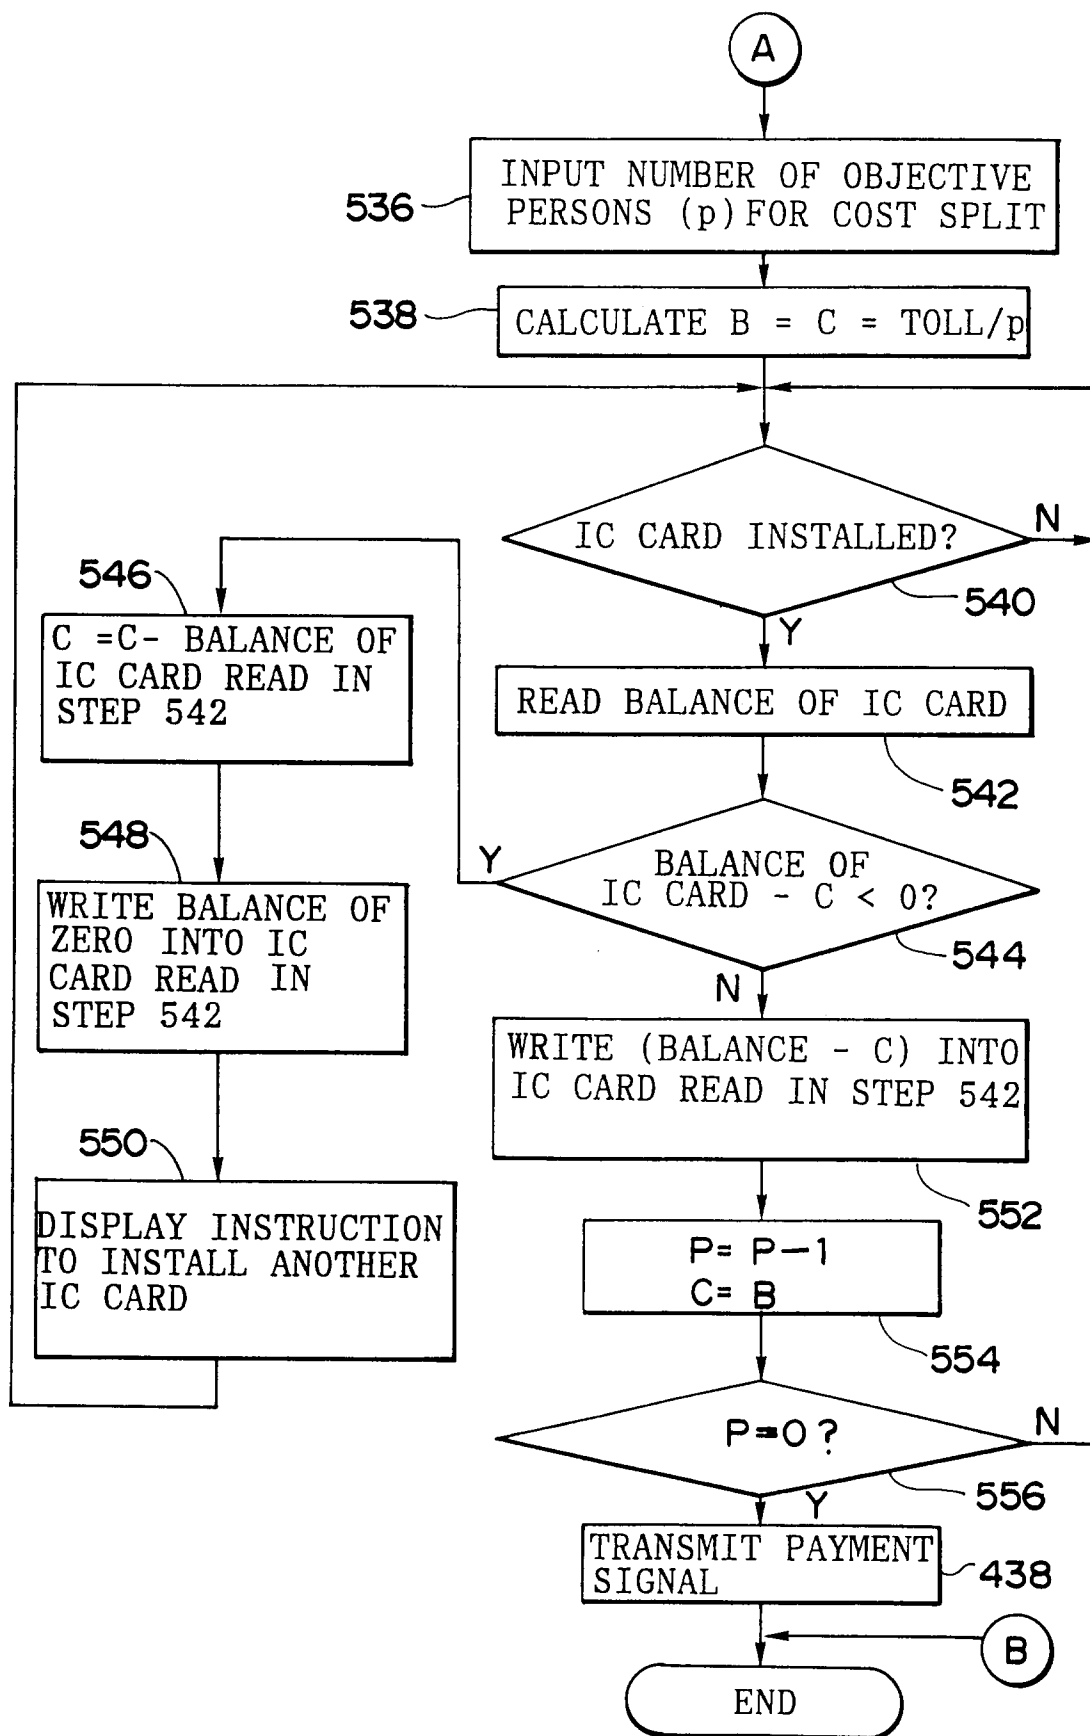 A
INPUT NUMBER OF OBJECTIVE
PERSONS (p) FOR COST SPLIT
536
538
CALCULATE B = C = TOLL/p
IC CARD INSTALLED?
N
540
Y
546
C =C- BALANCE OF
IC CARD READ IN
STEP 542
READ BALANCE OF IC CARD
542
548
WRITE BALANCE OF
ZERO INTO IC
CARD READ IN
STEP 542
Y
BALANCE OF
IC CARD - C < 0?
544
N
WRITE (BALANCE - C) INTO
IC CARD READ IN STEP 542
552
550
DISPLAY INSTRUCTION
TO INSTALL ANOTHER
IC CARD
P= P-1
C= B
554
P=0?
N
556
Y
TRANSMIT PAYMENT
SIGNAL
438
B
END